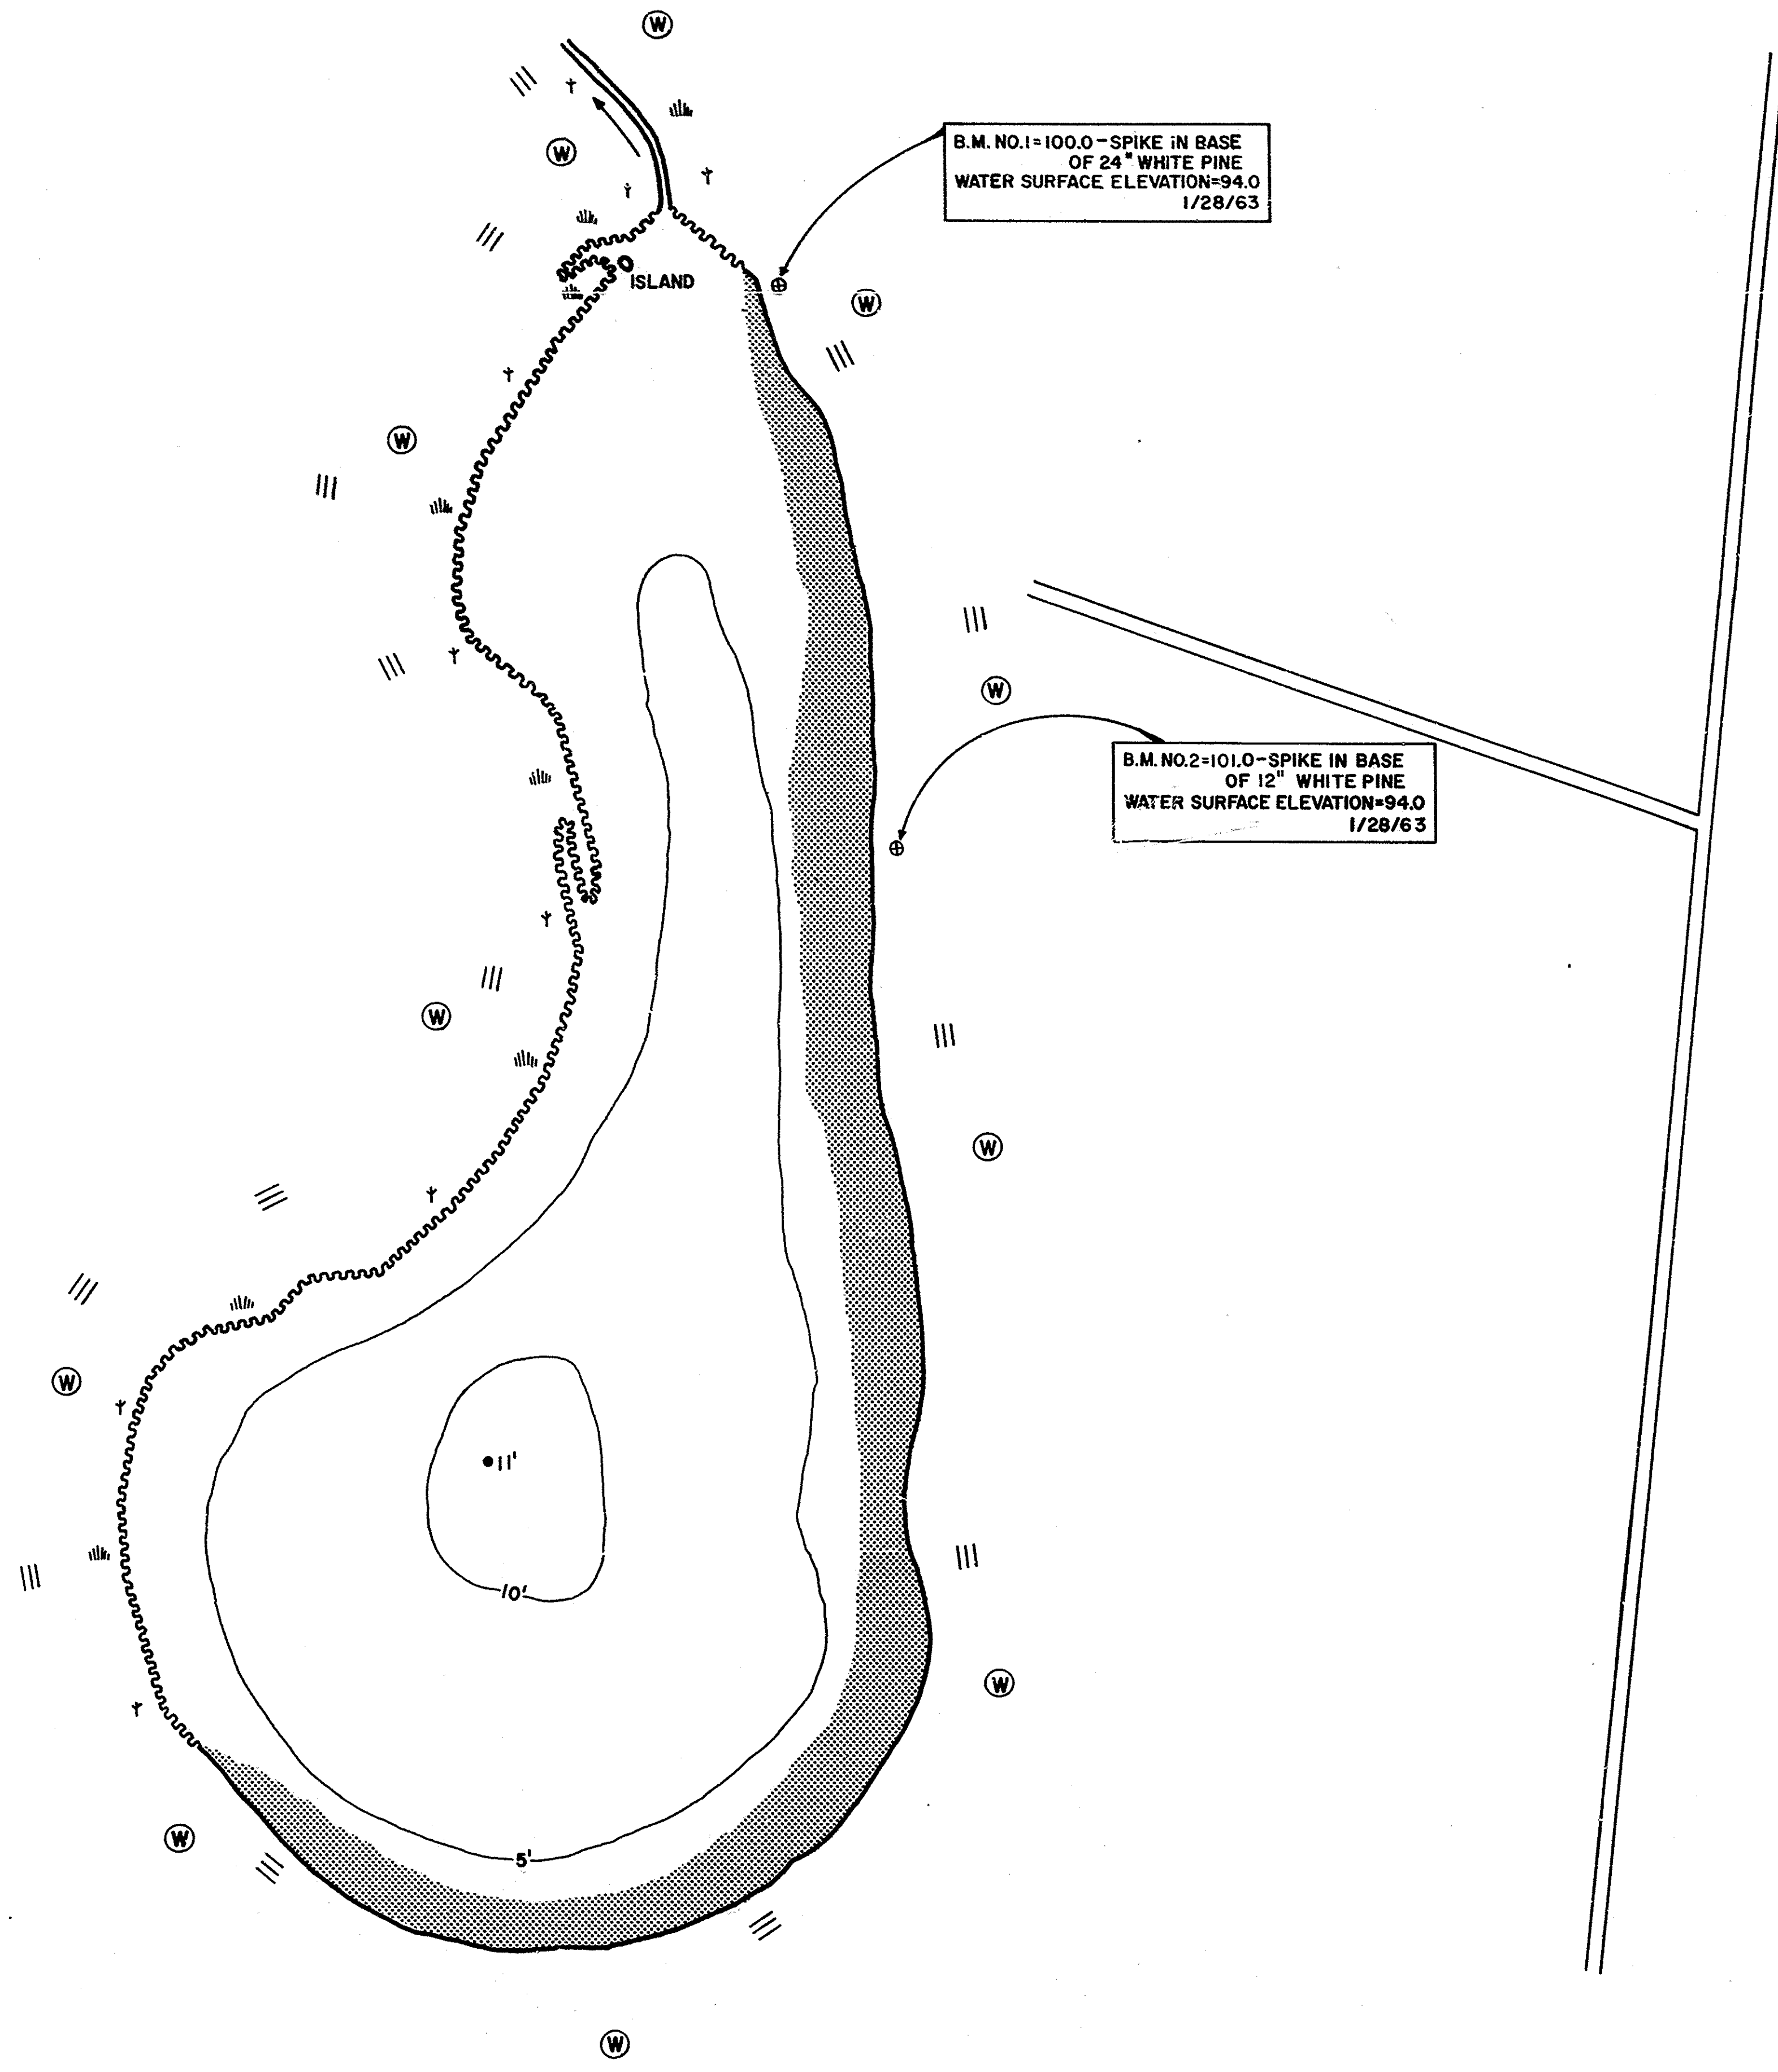 W
W
B.M. NO.1=100.0-SPIKE IN BASE
OF 24" WHITE PINE
WATER SURFACE ELEVATION=94.0
1/28/63
ISLAND
W
W
W
B.M. NO.2=101.0-SPIKE IN BASE
OF 12" WHITE PINE
WATER SURFACE ELEVATION=94.0
1/28/63
W
W
W
11'
10'
W
W
5'
W